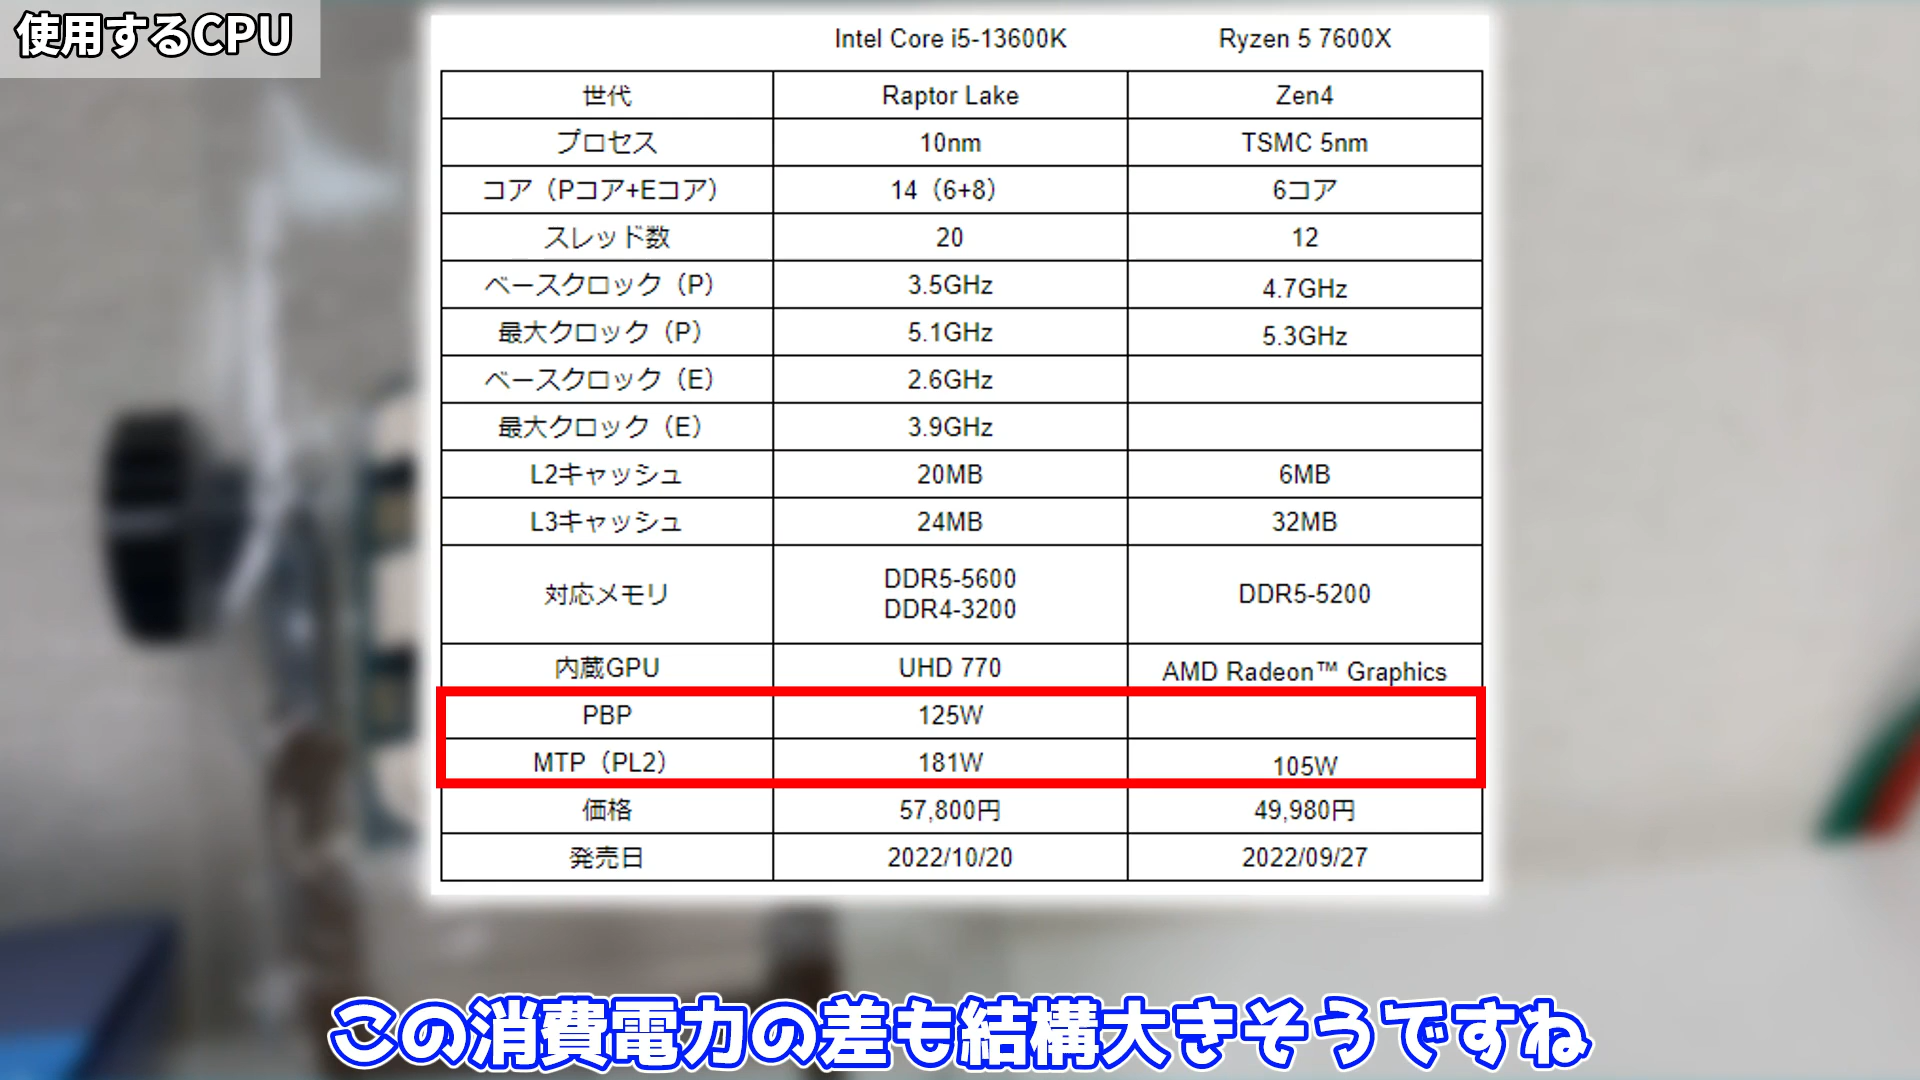 使用するCPU
Intel Core i5-13600K Ryzen 5 7600X
世代 Raptor Lake Zen4
プロセス 10nm TSMC 5nm
コア（Pコア+Eコア） 14（6+8） 6コア
スレッド数 20 12
ベースクロック（P） 3.5GHz 4.7GHz
最大クロック（P） 5.1GHz 5.3GHz
ベースクロック（E） 2.6GHz
最大クロック（E） 3.9GHz
L2キャッシュ 20MB 6MB
L3キャッシュ 24MB 32MB
対応メモリ DDR5-5600 DDR5-5200
DDR4-3200
内蔵GPU UHD 770 AMD Radeon™ Graphics
PBP 125W
MTP（PL2） 181W 105W
価格 57,800円 49,980円
発売日 2022/10/20 2022/09/27
この消費電力の差も結構大きそうですね